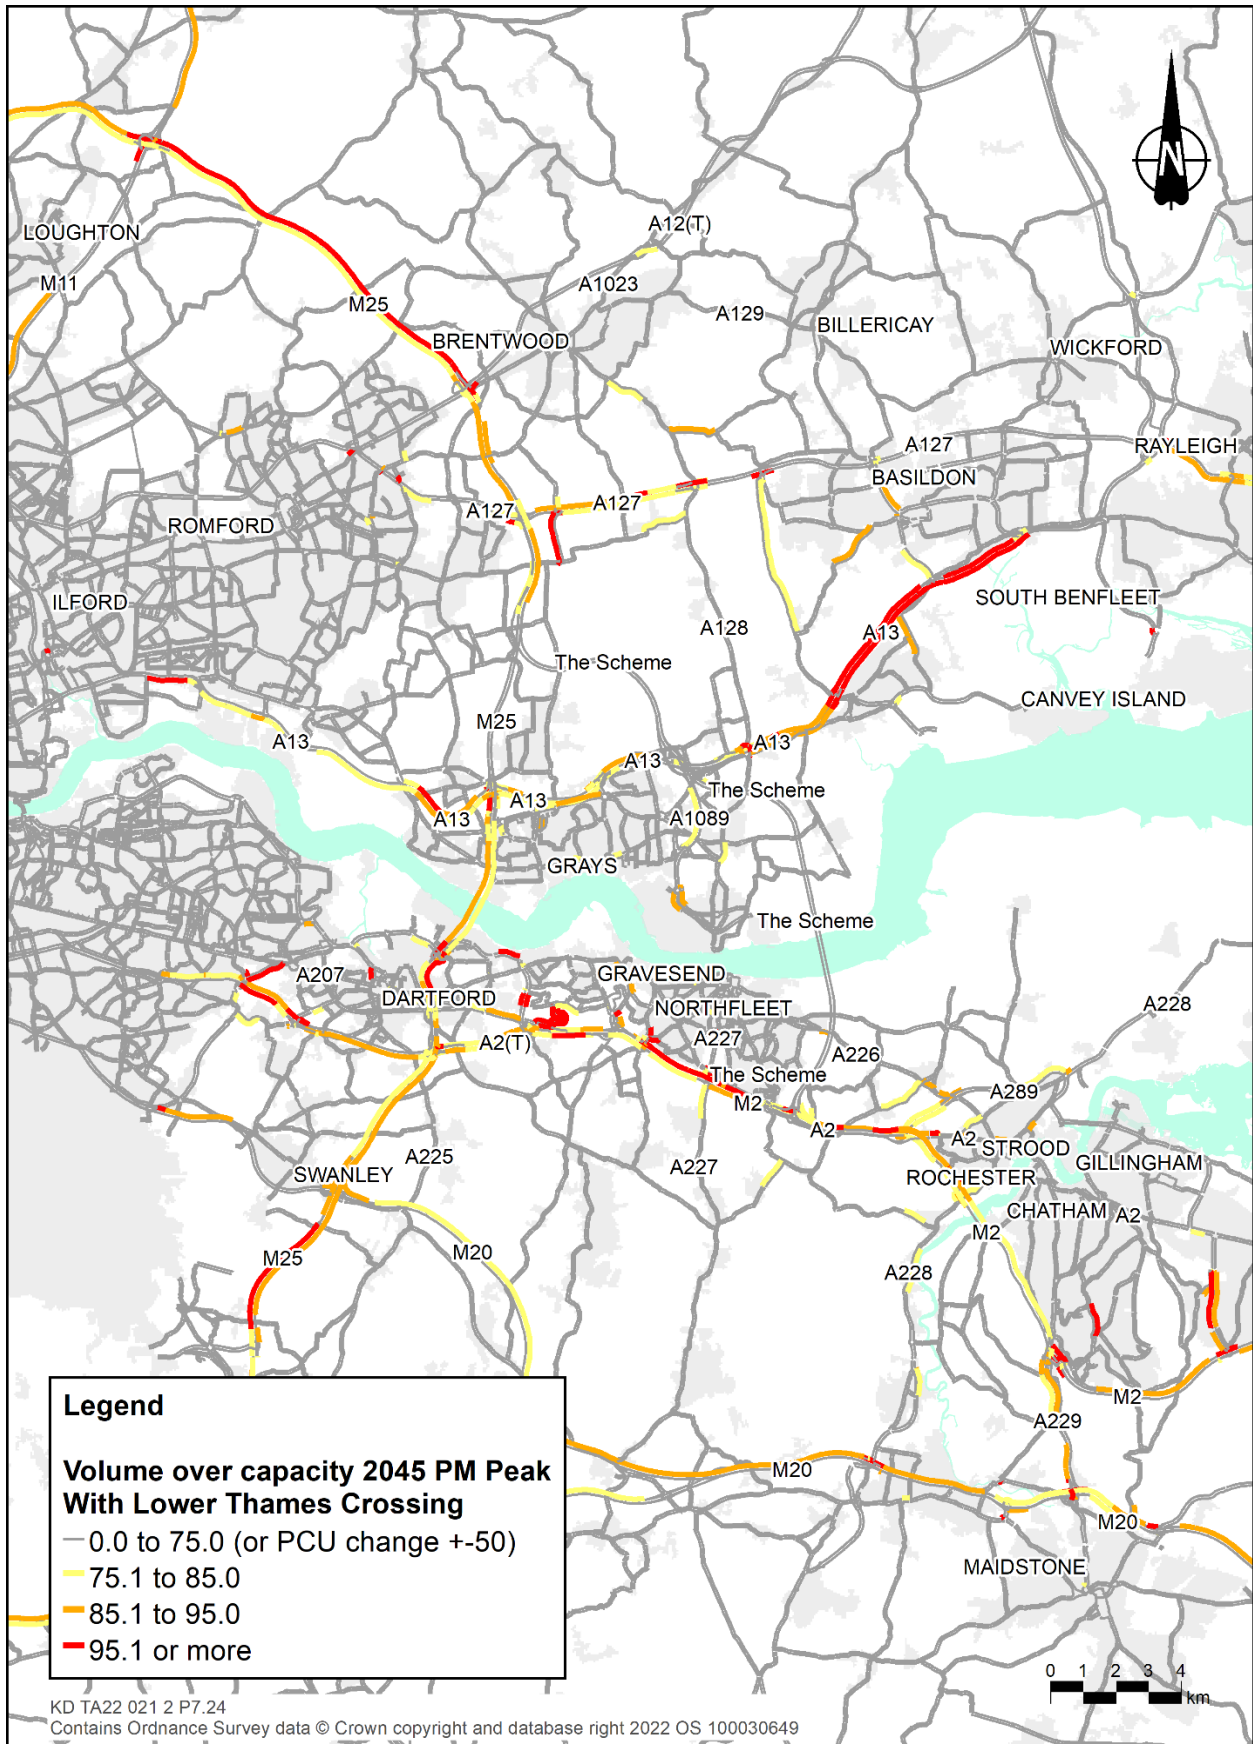 N
A12(T)
LOUGHTON
M11
A1023
M25
A129
BILLERICAY
BRENTWOOD
WICKFORD
A127
RAYLEIGH
BASILDON
A127
A127
ROMFORD
ILFORD
SOUTH BENFLEET
A128
A13
The Scheme
CANVEY ISLAND
M25
A13
A13
A13
The Scheme
A13
A13
A1089
GRAYS
The Scheme
A207
GRAVESEND
DARTFORD
NORTHFLEET
A228
A2(T)
A227
A226
The Scheme
A289
M2
A2
A2
STROOD
A225
A227
GILLINGHAM
SWANLEY
ROCHESTER
CHATHAM
A2
M2
M20
M25
A228
M2
A229
M20
M20
MAIDSTONE
Legend
Volume over capacity 2045 PM Peak
With Lower Thames Crossing
0.0 to 75.0 (or PCU change +-50)
75.1 to 85.0
85.1 to 95.0
95.1 or more
0 1 2 3 4
km
KD TA22 021 2 P7.24
Contains Ordnance Survey data © Crown copyright and database right 2022 OS 100030649